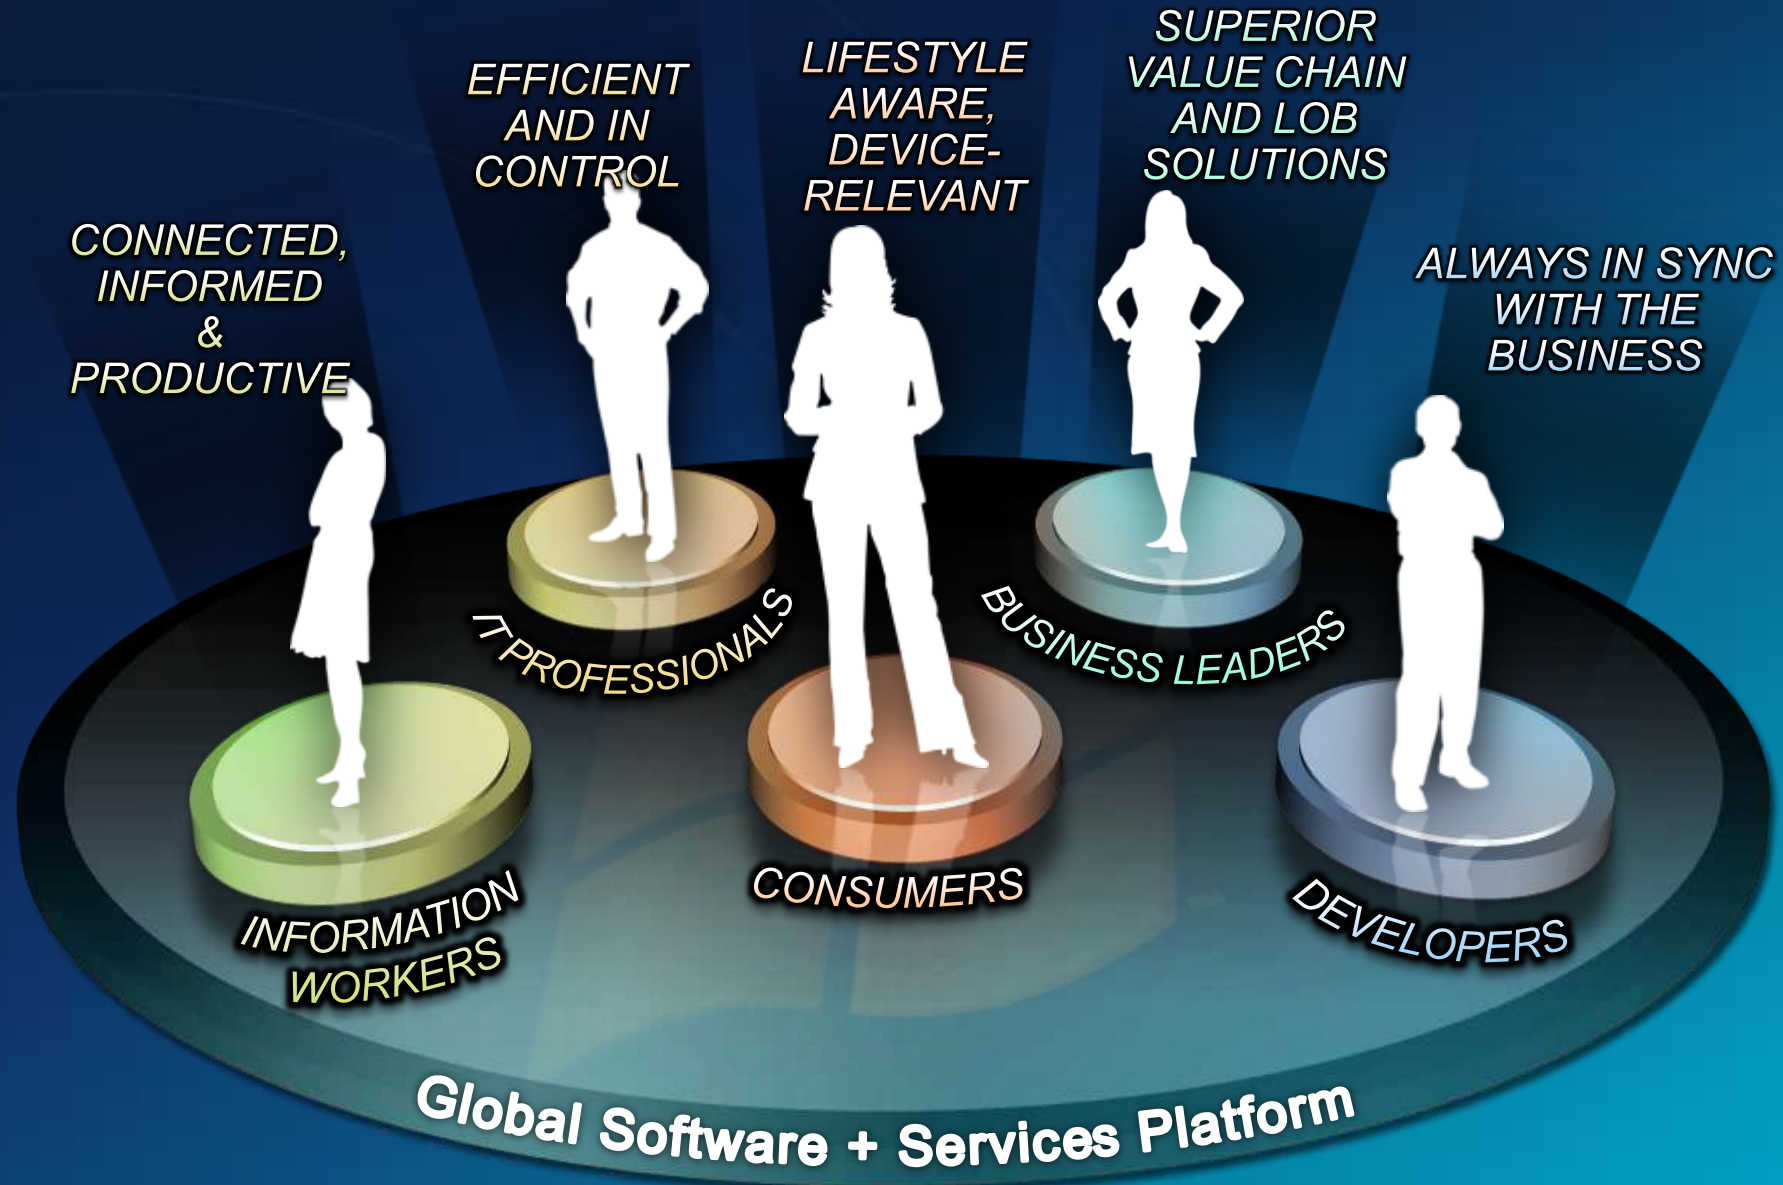 CONNECTED,
INFORMED
&
PRODUCTIVE
EFFICIENT
AND IN
CONTROL
LIFESTYLE
AWARE,
DEVICE-
RELEVANT
SUPERIOR
VALUE CHAIN
AND LOB
SOLUTIONS
ALWAYS IN SYNC
WITH THE
BUSINESS
IT PROFESSIONALS
BUSINESS LEADERS
INFORMATION
WORKERS
CONSUMERS
DEVELOPERS
Global Software + Services Platform